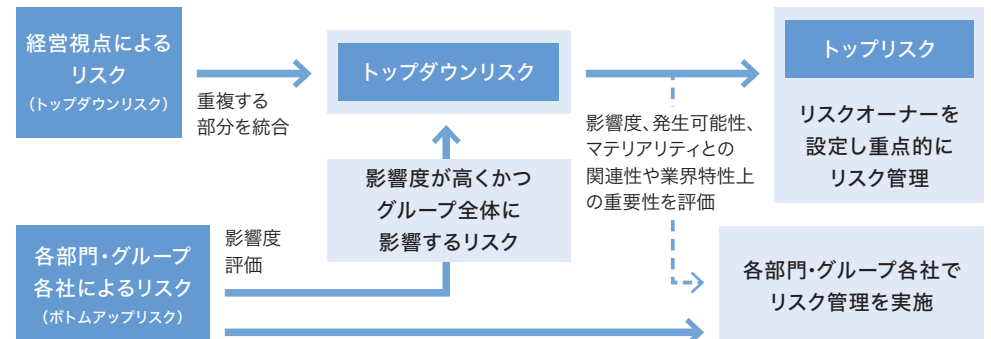 経営視点による
リスク
（トップダウンリスク）
重複する
部分を統合
トップダウンリスク
影響度、発生可能性、
マテリアリティとの
関連性や業界特性上
の重要性を評価
トップリスク
リスクオーナーを
設定し重点的に
リスク管理
影響度が高くかつ
グループ全体に
影響するリスク
各部門・グループ
各社によるリスク
（ボトムアップリスク）
影響度
評価
各部門・グループ各社で
リスク管理を実施